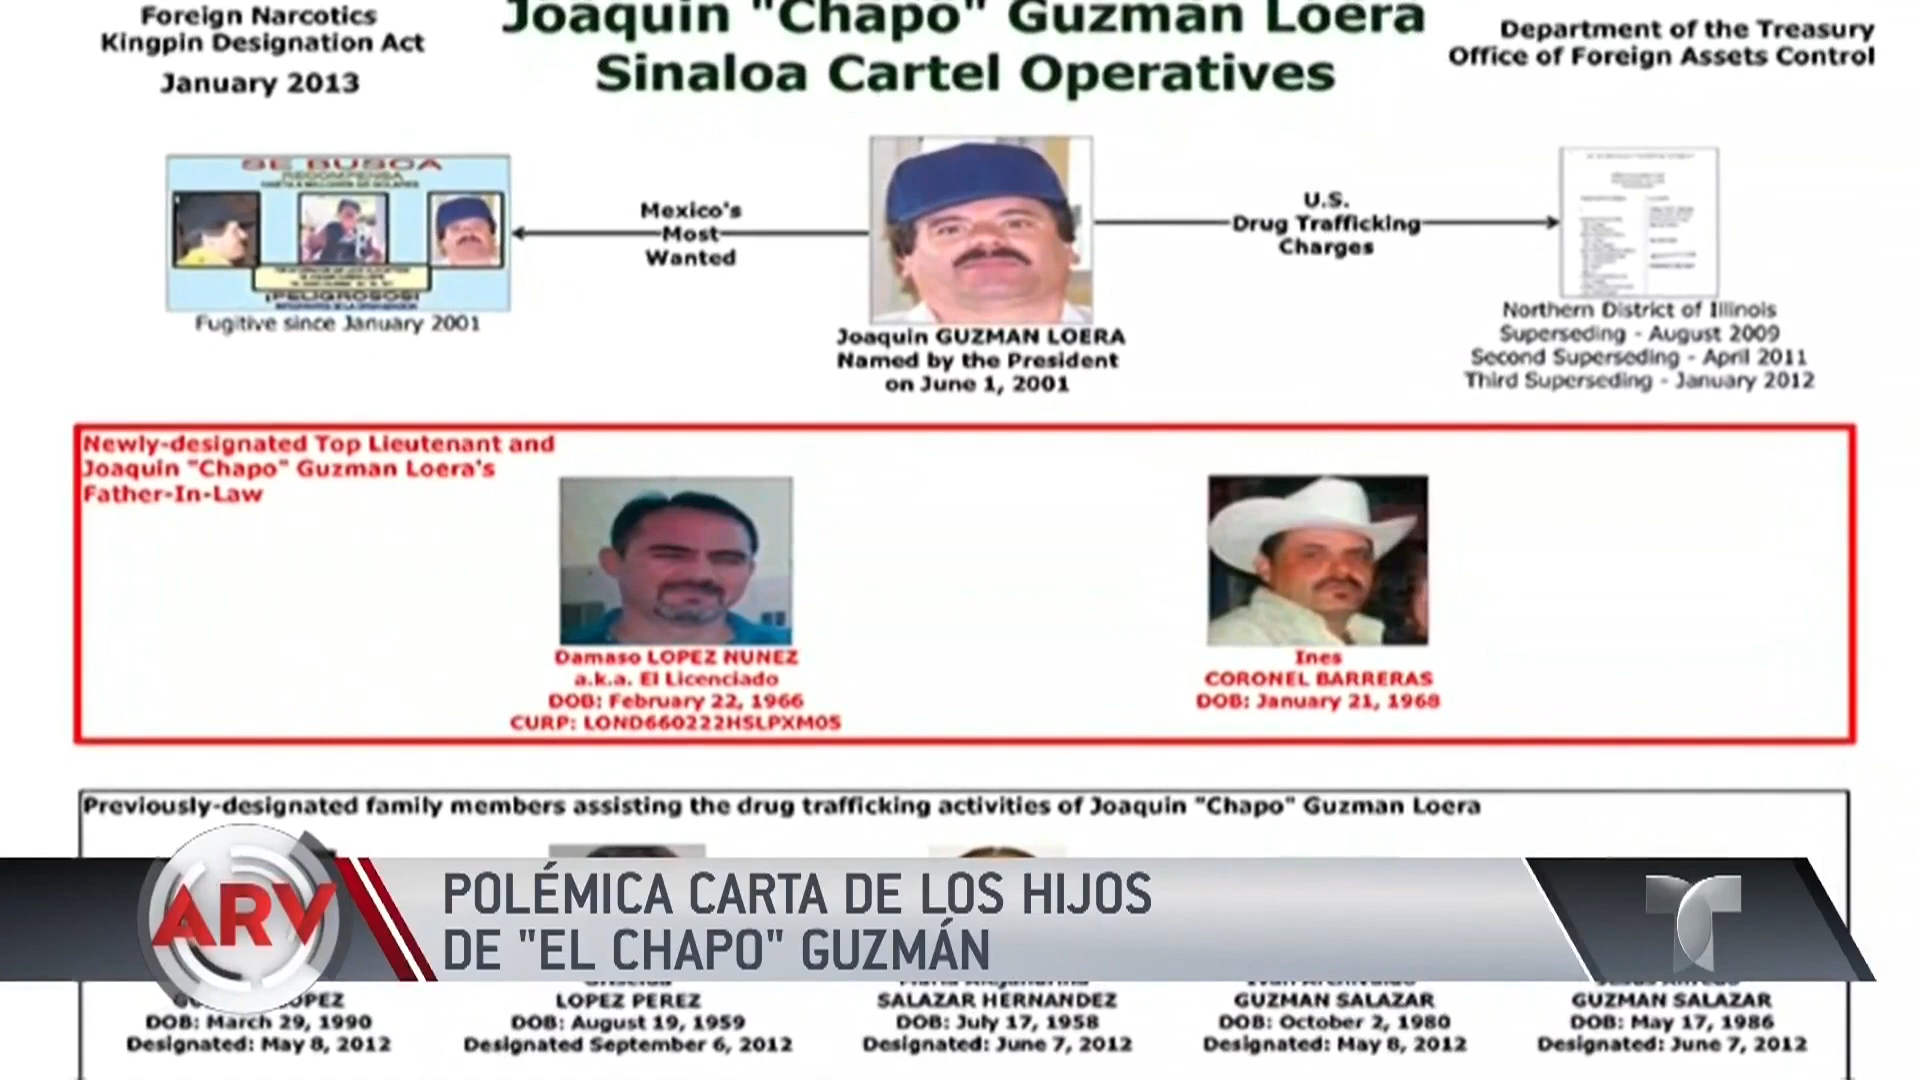 Foreign Narcotics
Kingpin Designation Act
January 2013
Joaquin "Chapo" Guzman Loera
Sinaloa Cartel Operatives
Department of the Treasury
Office of Foreign Assets Control
SE BUSCA
RECOMPENSA
¡PELIGROSOS!
Fugitive since January 2001
Mexico's
Most
Wanted
Joaquin GUZMAN LOERA
Named by the President
on June 1, 2001
U.S.
Drug Trafficking
Charges
Northern District of Illinois
Superseding - August 2009
Second Superseding - April 2011
Third Superseding - January 2012
Newly-designated Top Lieutenant and
Joaquin "Chapo" Guzman Loera's
Father-In-Law
Damaso LOPEZ NUNEZ
a.k.a. El Licenciado
DOB: February 22, 1966
CURP: LOND660222HSLPXM05
Ines
CORONEL BARRERAS
DOB: January 21, 1968
Previously-designated family members assisting the drug trafficking activities of Joaquin "Chapo" Guzman Loera
ARV
POLÉMICA CARTA DE LOS HIJOS
DE "EL CHAPO" GUZMÁN
T
LOPEZ PEREZ
DOB: March 29, 1990
DOB: August 19, 1959
Designated: May 8, 2012
Designated September 6, 2012
SALAZAR HERNANDEZ
DOB: July 17, 1958
Designated: June 7, 2012
GUZMAN SALAZAR
DOB: October 2, 1980
Designated: May 8, 2012
GUZMAN SALAZAR
DOB: May 17, 1986
Designated: June 7, 2012